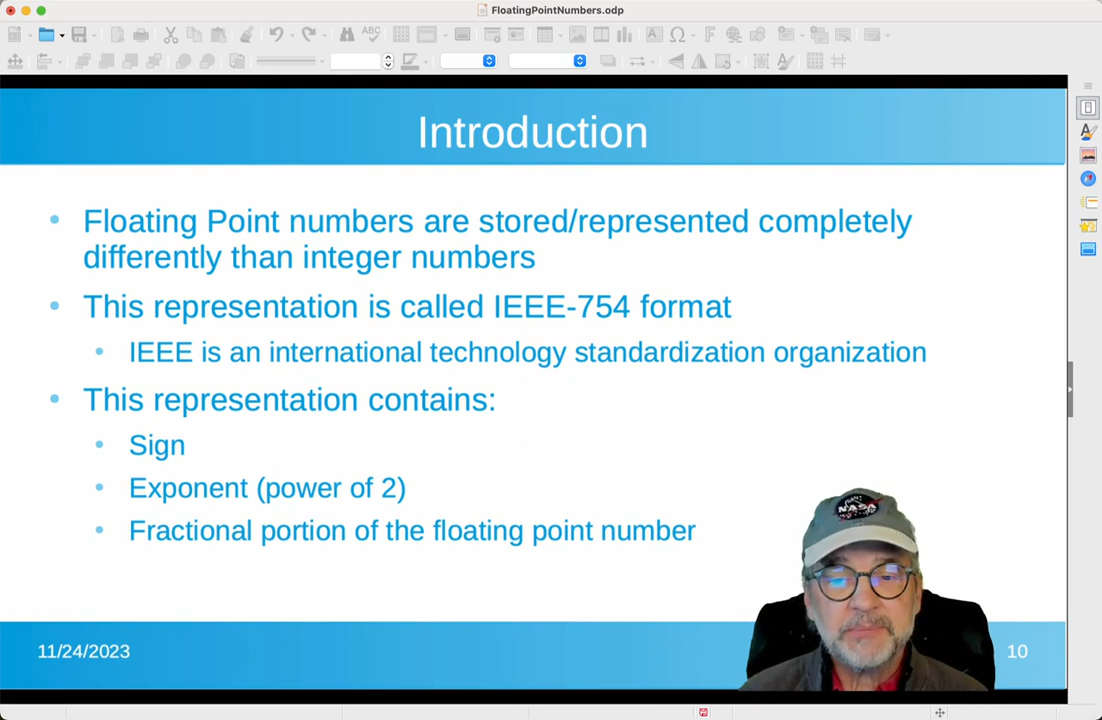 FloatingPointNumbers.odp
ABC
Introduction
Floating Point numbers are stored/represented completely
differently than integer numbers
This representation is called IEEE-754 format
IEEE is an international technology standardization organization
This representation contains:
Sign
Exponent (power of 2)
Fractional portion of the floating point number
NASA
11/24/2023
10